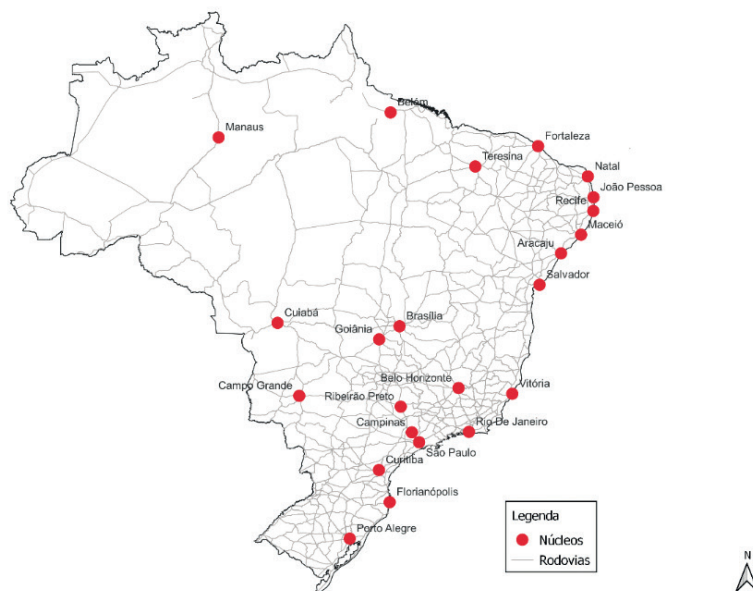 Belém
Manaus
Fortaleza
Teresina
Natal
João Pessoa
Recife
Maceió
Aracaju
Salvador
Cuiabá
Brasília
Goiânia
Belo Horizonte
Vitória
Campo Grande
Ribeirão Preto
Campinas
Rio De Janeiro
São Paulo
Curitiba
Florianópolis
Porto Alegre
Legenda
Núcleos
Rodovias
N